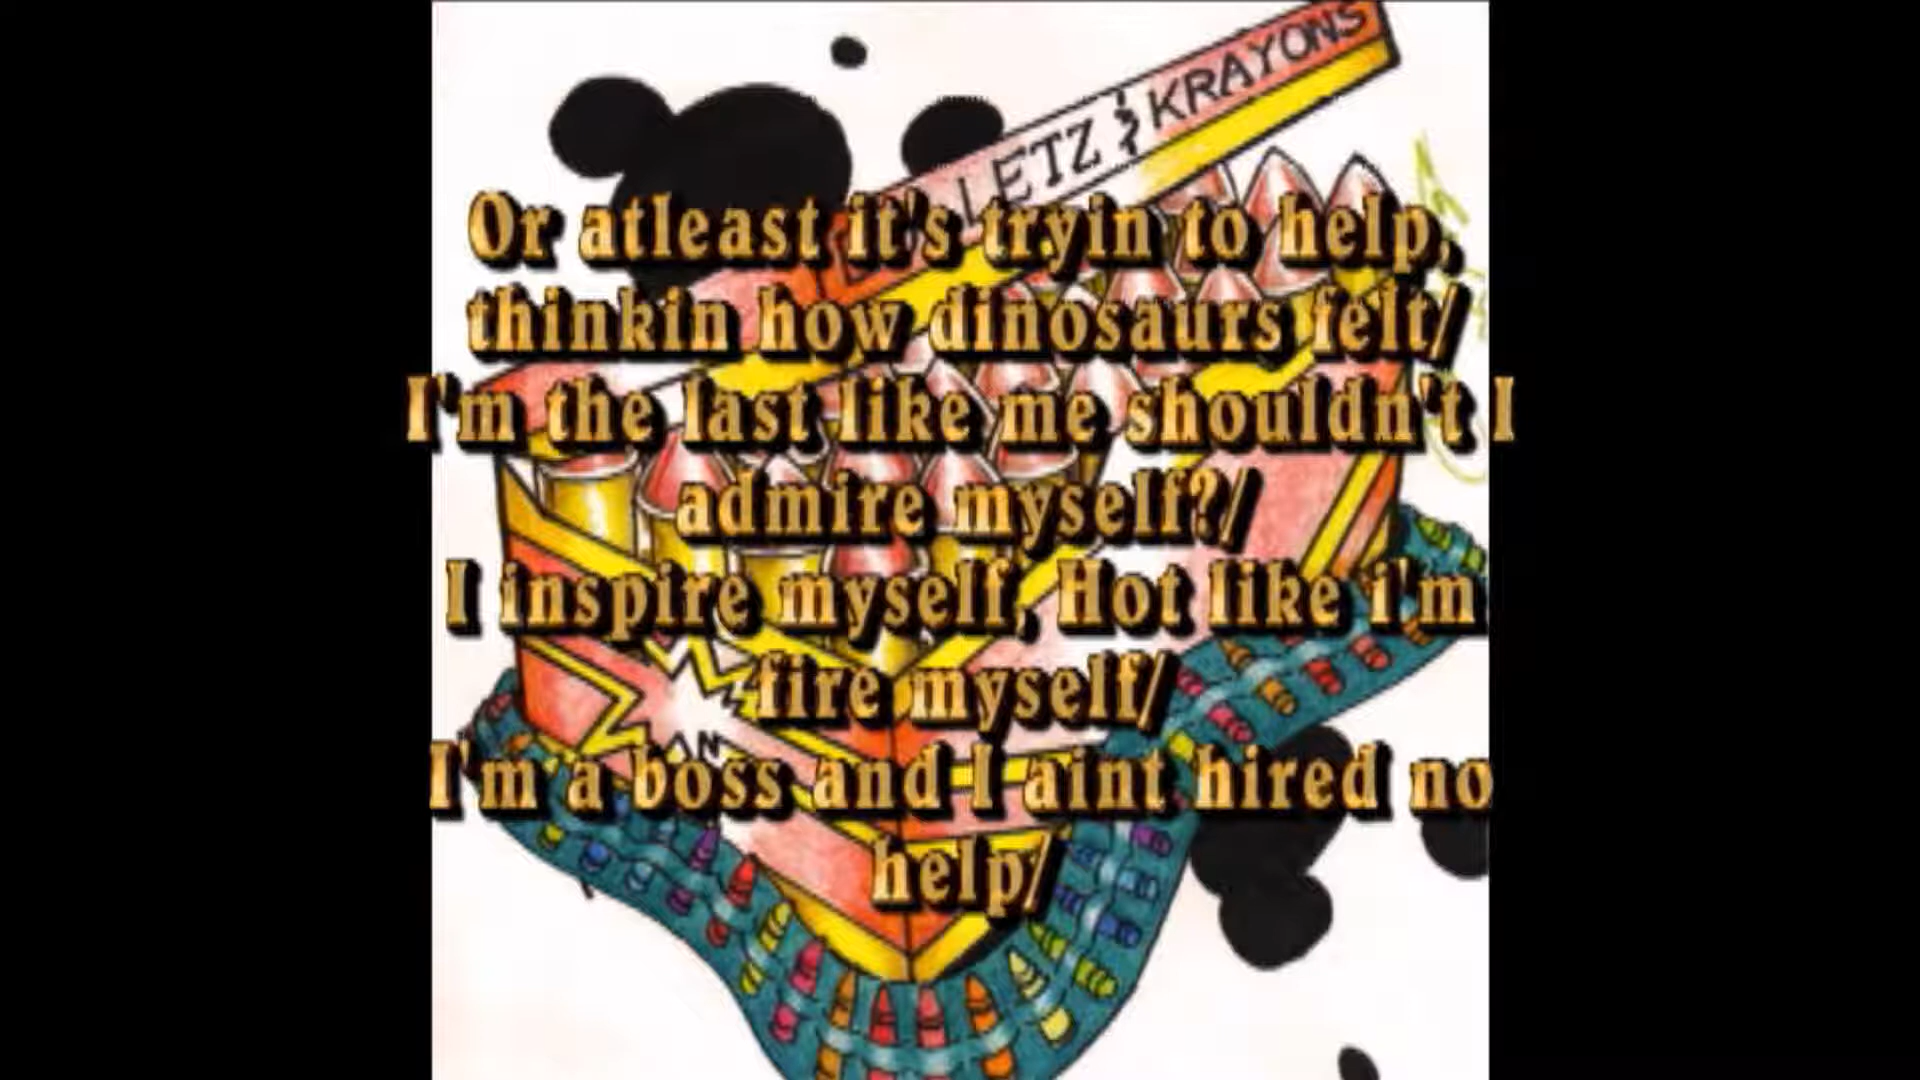 LETZ & KRAYONS
Or atleast it's tryin to help,
thinkin how dinosaurs felt/
I'm the last like me shouldn't I
admire myself?/
I inspire myself, Hot like i'm
fire myself/
I'm a boss and I aint hired no
help/